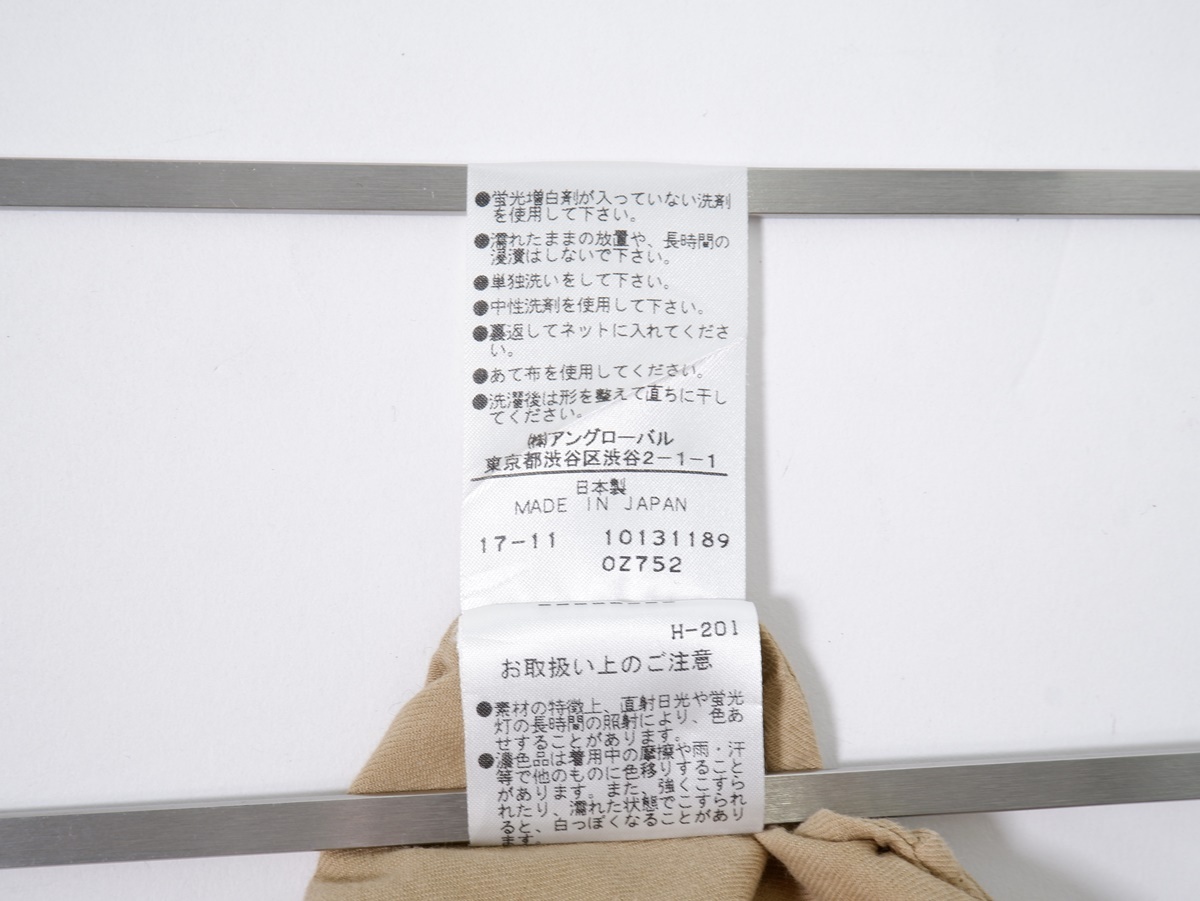 ●蛍光増白剤が入っていない洗剤
を使用して下さい。
●濡れたままの放置や、長時間の
浸漬はしないで下さい。
●単独洗いをして下さい。
●中性洗剤を使用して下さい。
●裏返してネットに入れてくださ
い。
●あて布を使用してください。
●洗濯後は形を整えて直ちに干し
てください。
㈱アングローバル
東京都渋谷区渋谷2-1-1
日本製
MADE IN JAPAN
17-11 10131189
0Z752
H-201
お取扱い上のご注意
●素材の特徴上、直射日光や蛍光
灯の長時間の照射により、色あ
せすることがあります。
●濃色品は着用中の摩擦や雨・汗
等で他のものに色移りすること
があります。また、強くこすら
れたり、濡れた状態でこすられ
ると、白っぽくなることがあり
ます。